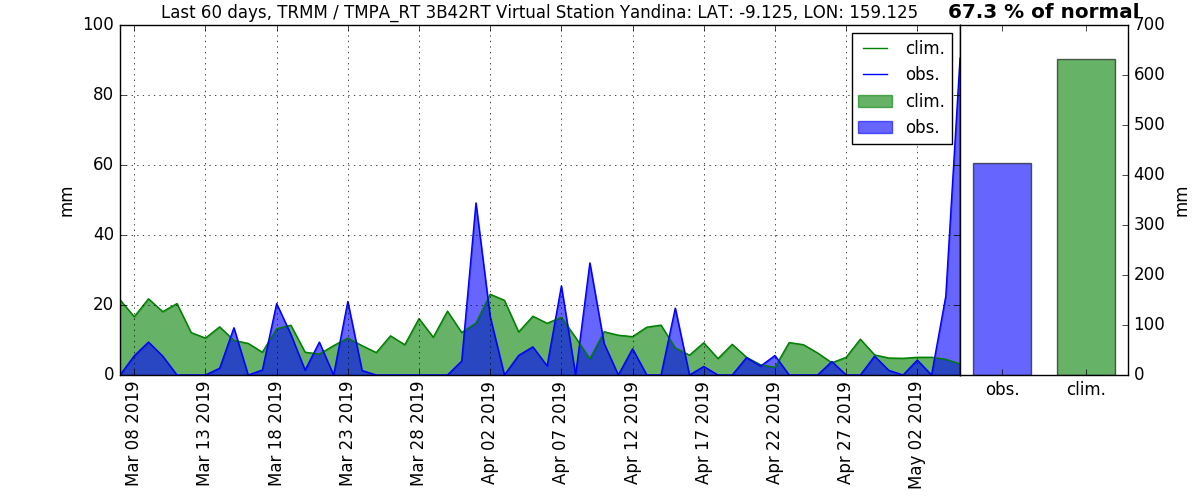 Last 60 days, TRMM / TMPA_RT 3B42RT Virtual Station Yandina: LAT: -9.125, LON: 159.125
67.3 % of normal
100
80
60
40
20
0
mm
clim.
obs.
clim.
obs.
700
600
500
400
300
200
100
0
mm
Mar 08 2019
Mar 13 2019
Mar 18 2019
Mar 23 2019
Mar 28 2019
Apr 02 2019
Apr 07 2019
Apr 12 2019
Apr 17 2019
Apr 22 2019
Apr 27 2019
May 02 2019
obs.
clim.